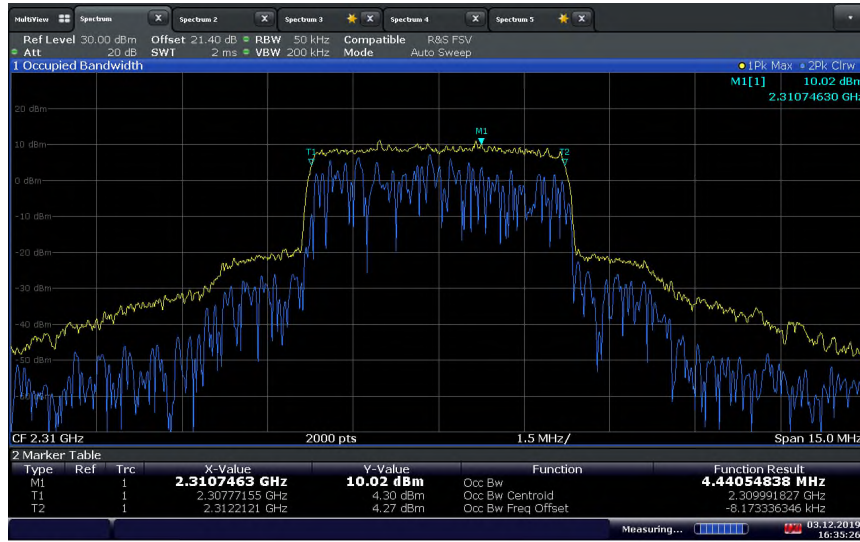 MultiView Spectrum X Spectrum 2 X Spectrum 3 X Spectrum 4 X Spectrum 5 X
Ref Level 30.00 dBm Offset 21.40 dB RBW 50 kHz Compatible R&S FSV
Att 20 dB SWT 2 ms VBW 200 kHz Mode Auto Sweep
1 Occupied Bandwidth 1Pk Max 2Pk Clrw
M1[1] 10.02 dBm
2.31074630 GHz
20 dBm
M1
10 dBm
T1 T2
0 dBm
-10 dBm
-20 dBm
-30 dBm
-40 dBm
-50 dBm
CF 2.31 GHz 2000 pts 1.5 MHz/ Span 15.0 MHz
2 Marker Table
Type Ref Trc X-Value Y-Value Function Function Result
M1 1 2.3107463 GHz 10.02 dBm Occ Bw 4.44054838 MHz
T1 1 2.30777155 GHz 4.30 dBm Occ Bw Centroid 2.309991827 GHz
T2 1 2.3122121 GHz 4.27 dBm Occ Bw Freq Offset -8.173336346 kHz
Measuring... 03.12.2019
16:35:26